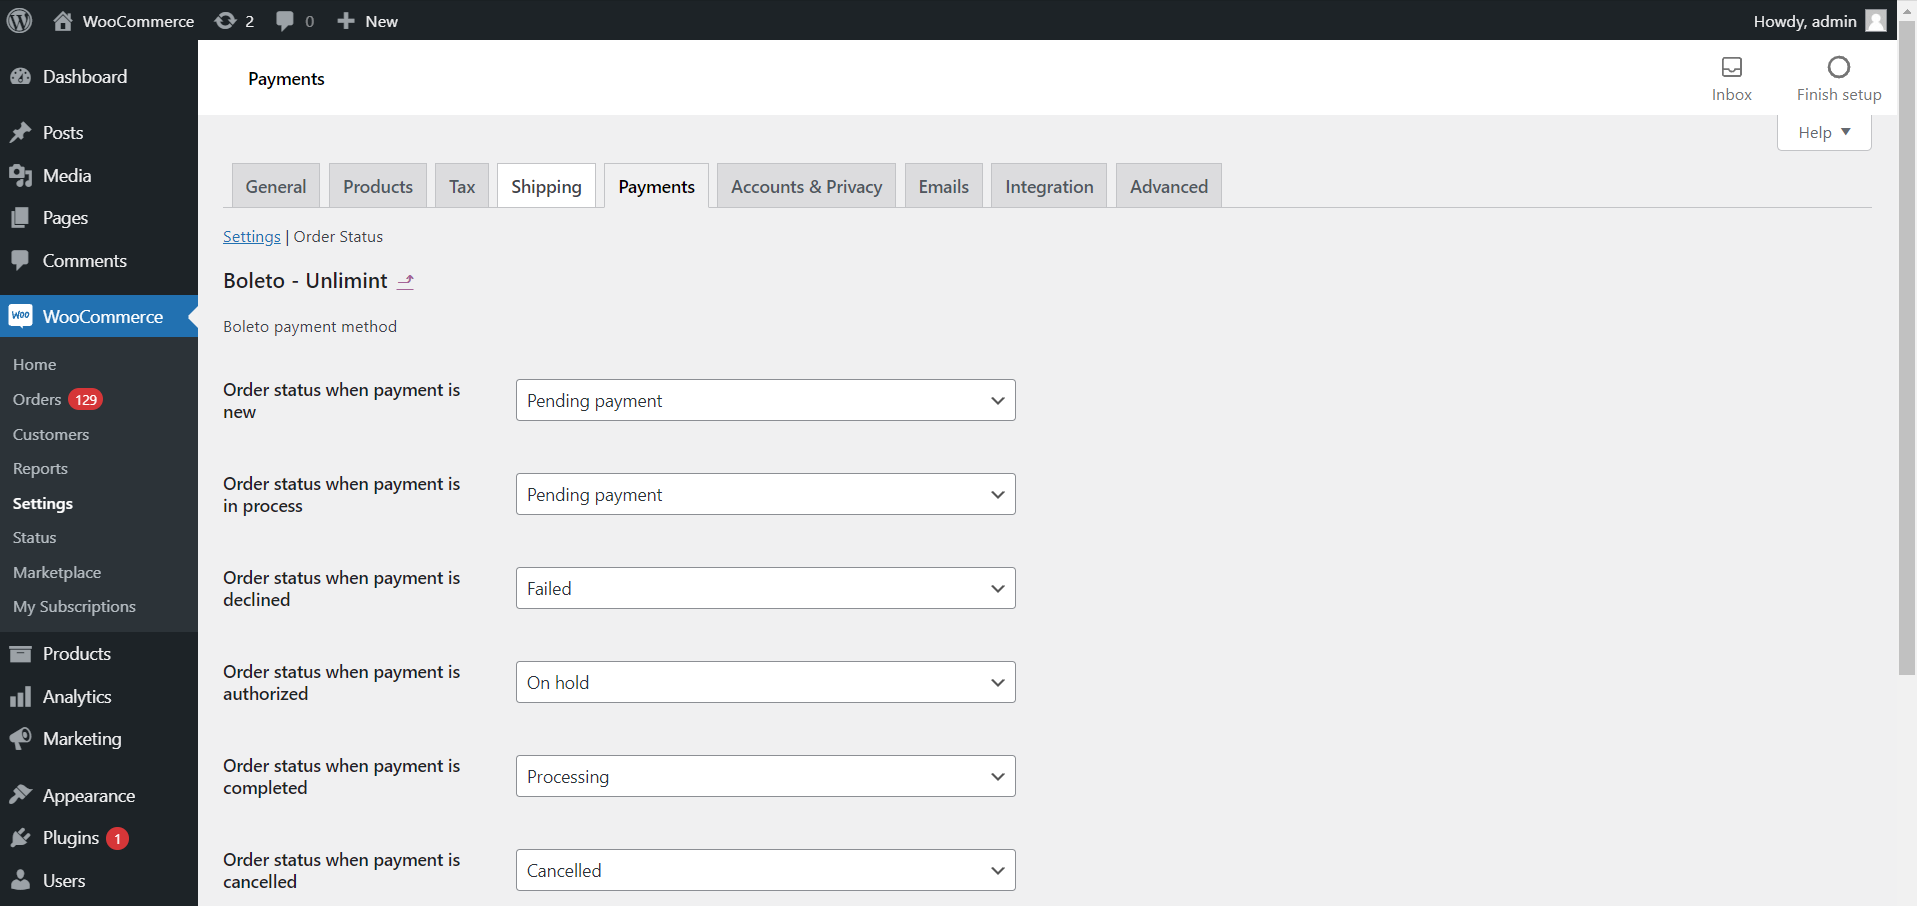 WooCommerce 2 0 New Howdy, admin
Dashboard
Posts
Media
Pages
Comments
Woo WooCommerce
Home
Orders 129
Customers
Reports
Settings
Status
Marketplace
My Subscriptions
Products
Analytics
Marketing
Appearance
Plugins 1
Users
Payments
Inbox
Finish setup
Help
General Products Tax Shipping Payments Accounts & Privacy Emails Integration Advanced
Settings | Order Status
Boleto - Unlimint
Boleto payment method
Order status when payment is
new
Pending payment
Order status when payment is
in process
Pending payment
Order status when payment is
declined
Failed
Order status when payment is
authorized
On hold
Order status when payment is
completed
Processing
Order status when payment is
cancelled
Cancelled